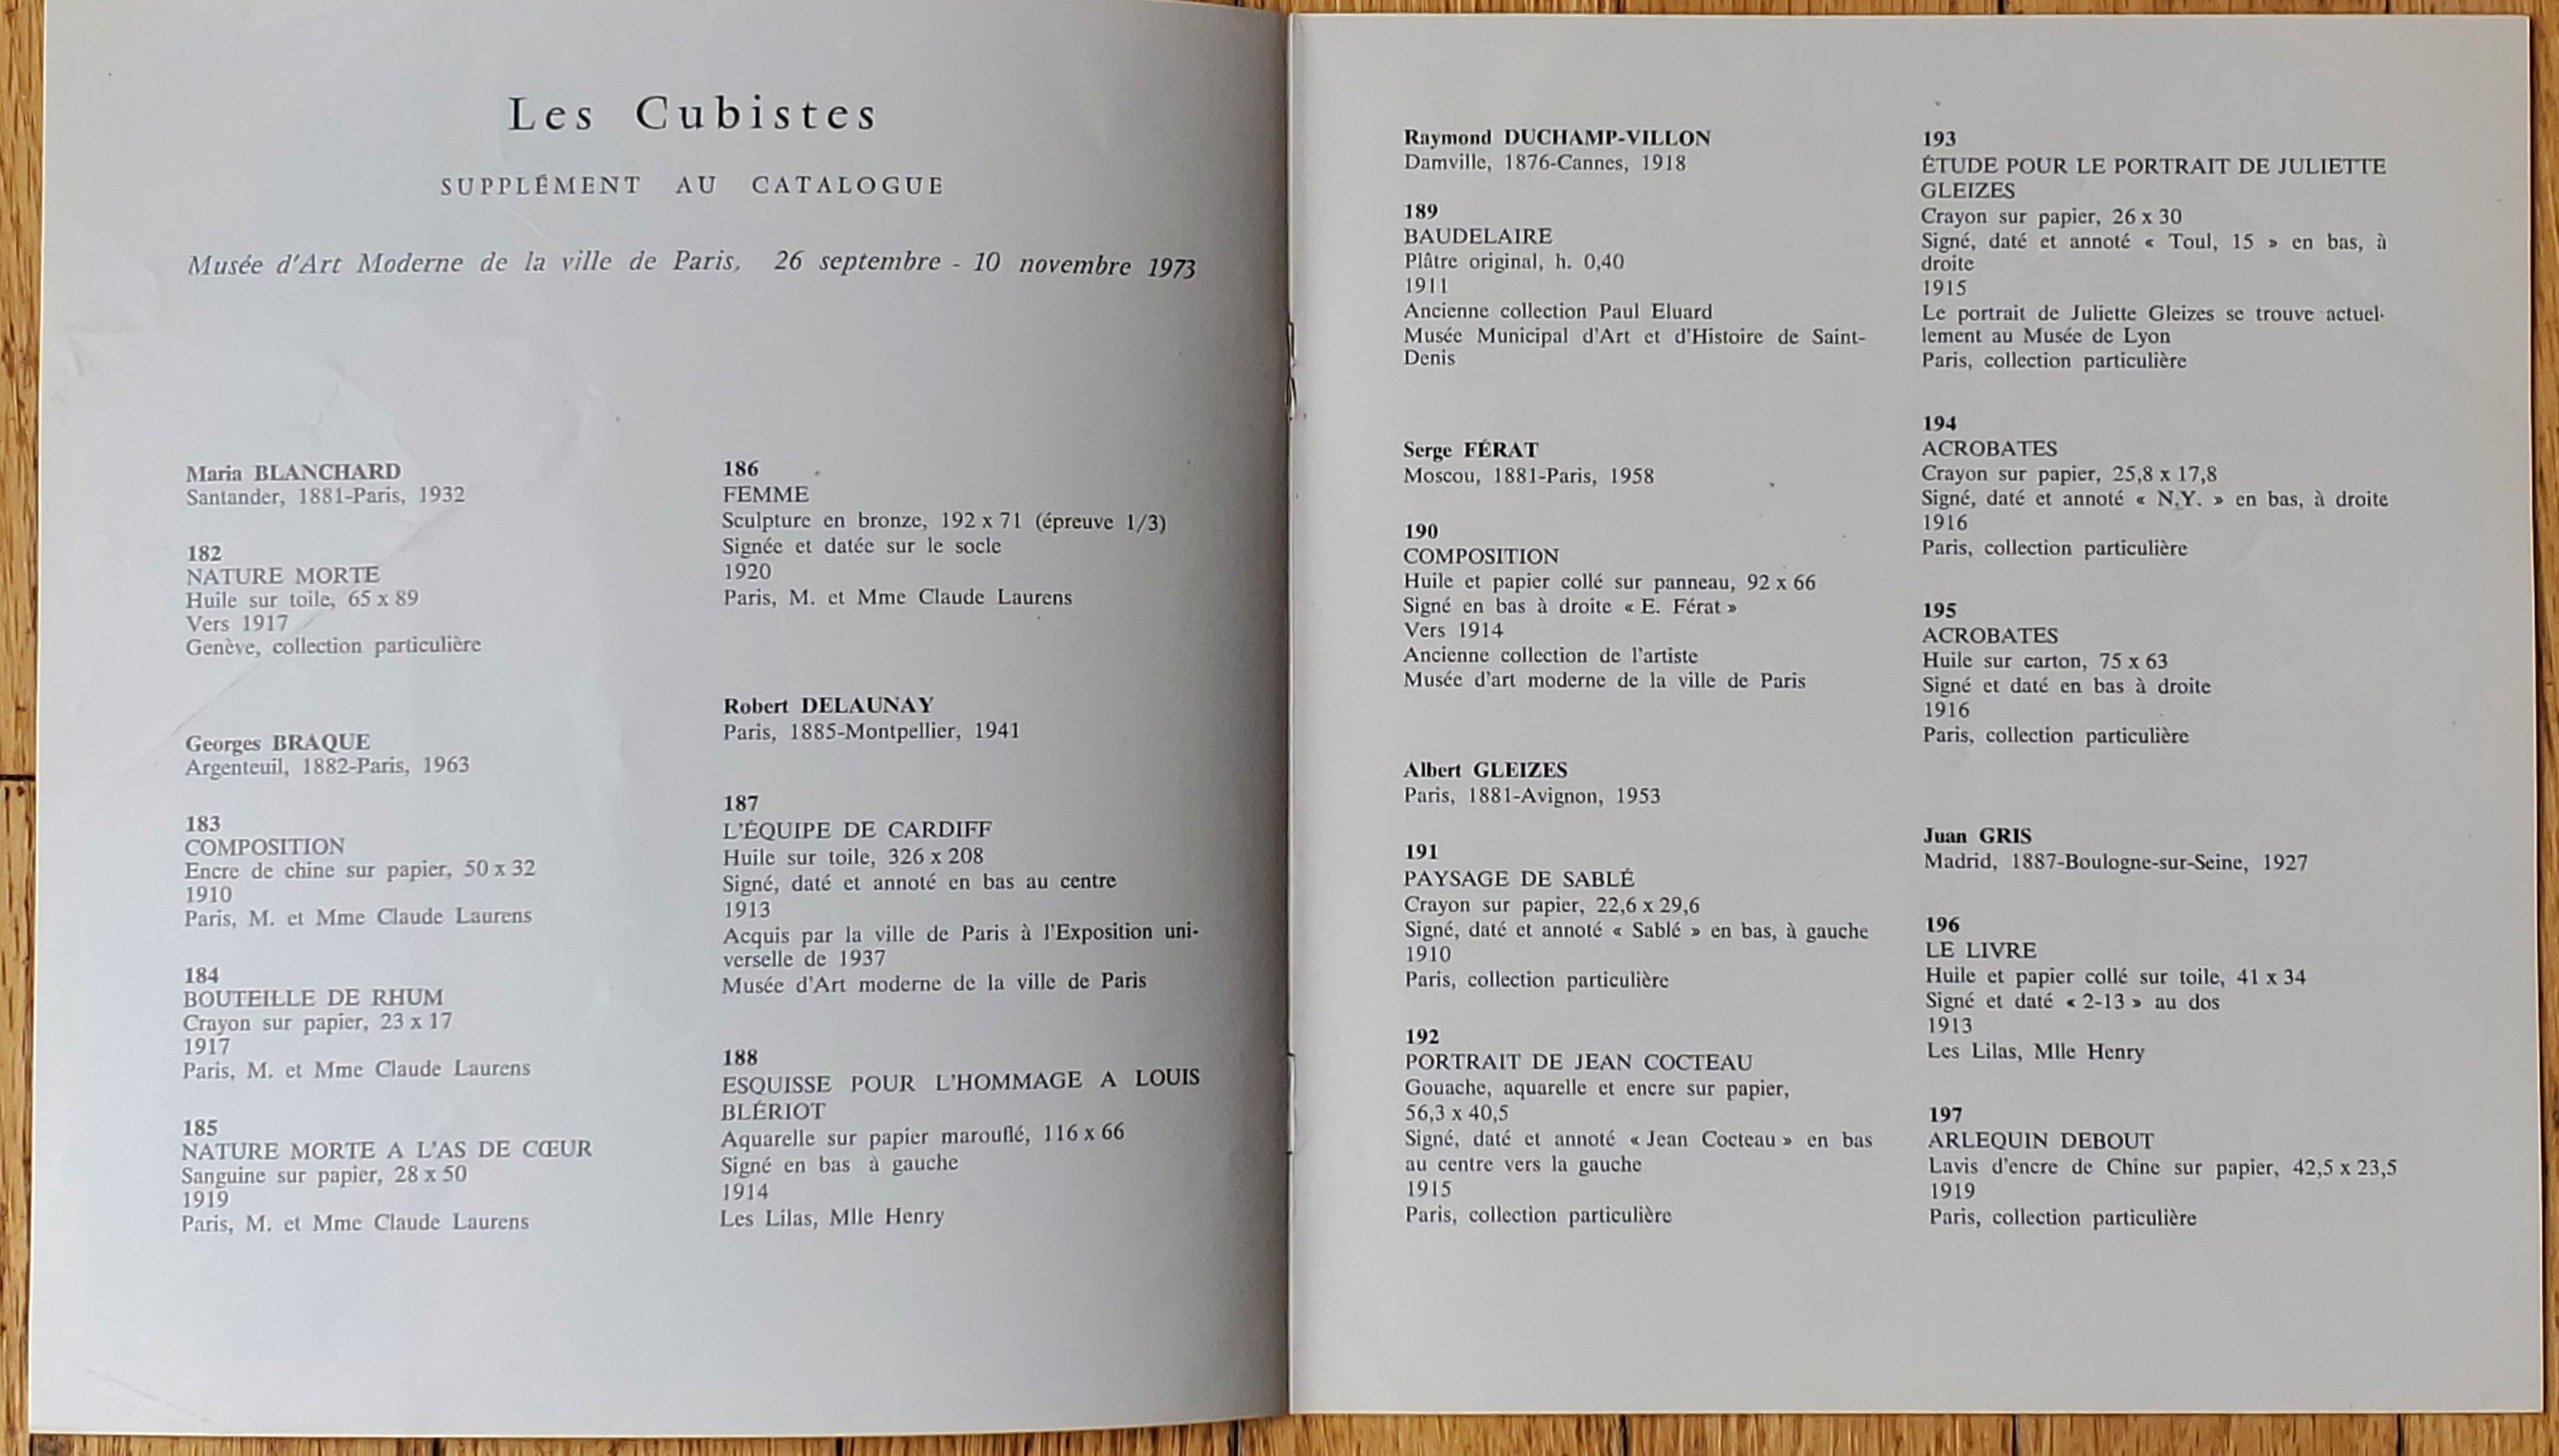 Les Cubistes
SUPPLÉMENT AU CATALOGUE
Musée d'Art Moderne de la ville de Paris, 26 septembre - 10 novembre 1973
Maria BLANCHARD
Santander, 1881-Paris, 1932
182
NATURE MORTE
Huile sur toile, 65 x 89
Vers 1917
Genève, collection particulière
Georges BRAQUE
Argenteuil, 1882-Paris, 1963
183
COMPOSITION
Encre de chine sur papier, 50 x 32
1910
Paris, M. et Mme Claude Laurens
184
BOUTEILLE DE RHUM
Crayon sur papier, 23 x 17
1917
Paris, M. et Mme Claude Laurens
185
NATURE MORTE A L'AS DE CŒUR
Sanguine sur papier, 28 x 50
1919
Paris, M. et Mme Claude Laurens
186
FEMME
Sculpture en bronze, 192 x 71 (épreuve 1/3)
Signée et datée sur le socle
1920
Paris, M. et Mme Claude Laurens
Robert DELAUNAY
Paris, 1885-Montpellier, 1941
187
L'ÉQUIPE DE CARDIFF
Huile sur toile, 326 x 208
Signé, daté et annoté en bas au centre
1913
Acquis par la ville de Paris à l'Exposition uni-
verselle de 1937
Musée d'Art moderne de la ville de Paris
188
ESQUISSE POUR L'HOMMAGE A LOUIS
BLÉRIOT
Aquarelle sur papier marouflé, 116 x 66
Signé en bas à gauche
1914
Les Lilas, Mlle Henry
Raymond DUCHAMP-VILLON
Damville, 1876-Cannes, 1918
189
BAUDELAIRE
Plâtre original, h. 0,40
1911
Ancienne collection Paul Eluard
Musée Municipal d'Art et d'Histoire de Saint-
Denis
Serge FÉRAT
Moscou, 1881-Paris, 1958
190
COMPOSITION
Huile et papier collé sur panneau, 92 x 66
Signé en bas à droite « E. Férat »
Vers 1914
Ancienne collection de l'artiste
Musée d'art moderne de la ville de Paris
Albert GLEIZES
Paris, 1881-Avignon, 1953
191
PAYSAGE DE SABLÉ
Crayon sur papier, 22,6 x 29,6
Signé, daté et annoté « Sablé » en bas, à gauche
1910
Paris, collection particulière
192
PORTRAIT DE JEAN COCTEAU
Gouache, aquarelle et encre sur papier,
56,3 x 40,5
Signé, daté et annoté « Jean Cocteau » en bas
au centre vers la gauche
1915
Paris, collection particulière
193
ÉTUDE POUR LE PORTRAIT DE JULIETTE
GLEIZES
Crayon sur papier, 26 x 30
Signé, daté et annoté « Toul, 15 » en bas, à
droite
1915
Le portrait de Juliette Gleizes se trouve actuel-
lement au Musée de Lyon
Paris, collection particulière
194
ACROBATES
Crayon sur papier, 25,8 x 17,8
Signé, daté et annoté « N.Y. » en bas, à droite
1916
Paris, collection particulière
195
ACROBATES
Huile sur carton, 75 x 63
Signé et daté en bas à droite
1916
Paris, collection particulière
Juan GRIS
Madrid, 1887-Boulogne-sur-Seine, 1927
196
LE LIVRE
Huile et papier collé sur toile, 41 x 34
Signé et daté « 2-13 » au dos
1913
Les Lilas, Mlle Henry
197
ARLEQUIN DEBOUT
Lavis d'encre de Chine sur papier, 42,5 x 23,5
1919
Paris, collection particulière